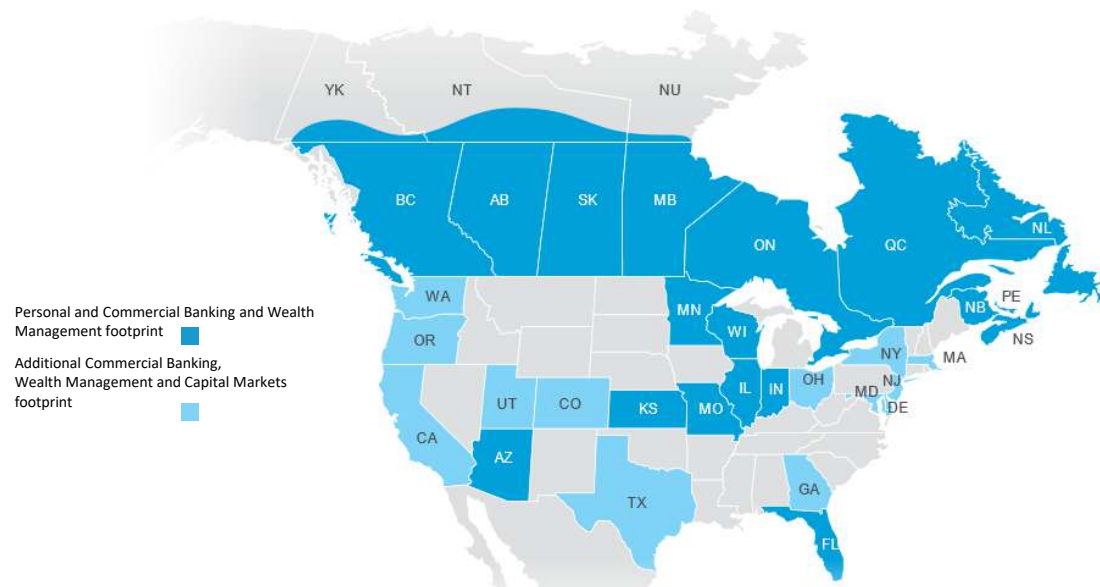 YK
NT
NU
BC
AB
SK
MB
ON
QC
NL
PE
NB
NS
WA
MN
WI
OR
NY
MA
Personal and Commercial Banking and Wealth
Management footprint
Additional Commercial Banking,
Wealth Management and Capital Markets
footprint
UT
CO
KS
MO
IL
IN
OH
NJ
MD
DE
CA
AZ
TX
GA
FL